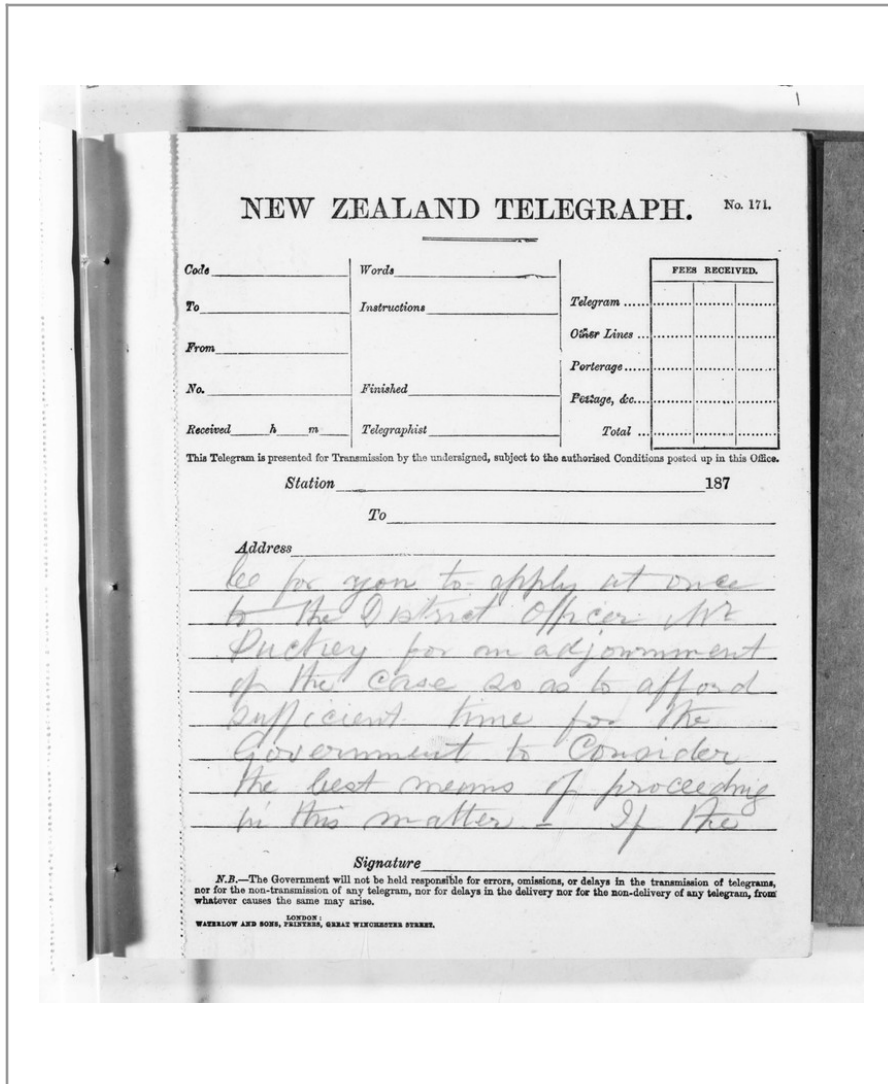 NEW ZEALAND TELEGRAPH. No. 171.
Code
To
From
No.
Received h m
Words
Instructions
Finished
Telegraphist
FEES RECEIVED.
Telegram ......
Other Lines ...
Porterage......
Postage, &c....
Total ...
This Telegram is presented for Transmission by the undersigned, subject to the authorised Conditions posted up in this Office.
Station 187
To
Address
be for you to apply at once
to the District Officer Mr
Puckey for an adjournment
of the case so as to afford
sufficient time for the
Government to Consider
the best means of proceeding
in this matter - If the
Signature
N.B.—The Government will not be held responsible for errors, omissions, or delays in the transmission of telegrams,
nor for the non-transmission of any telegram, nor for delays in the delivery nor for the non-delivery of any telegram, from
whatever causes the same may arise.
LONDON:
WATERLOW AND SONS, PRINTERS, GREAT WINCHESTER STREET.